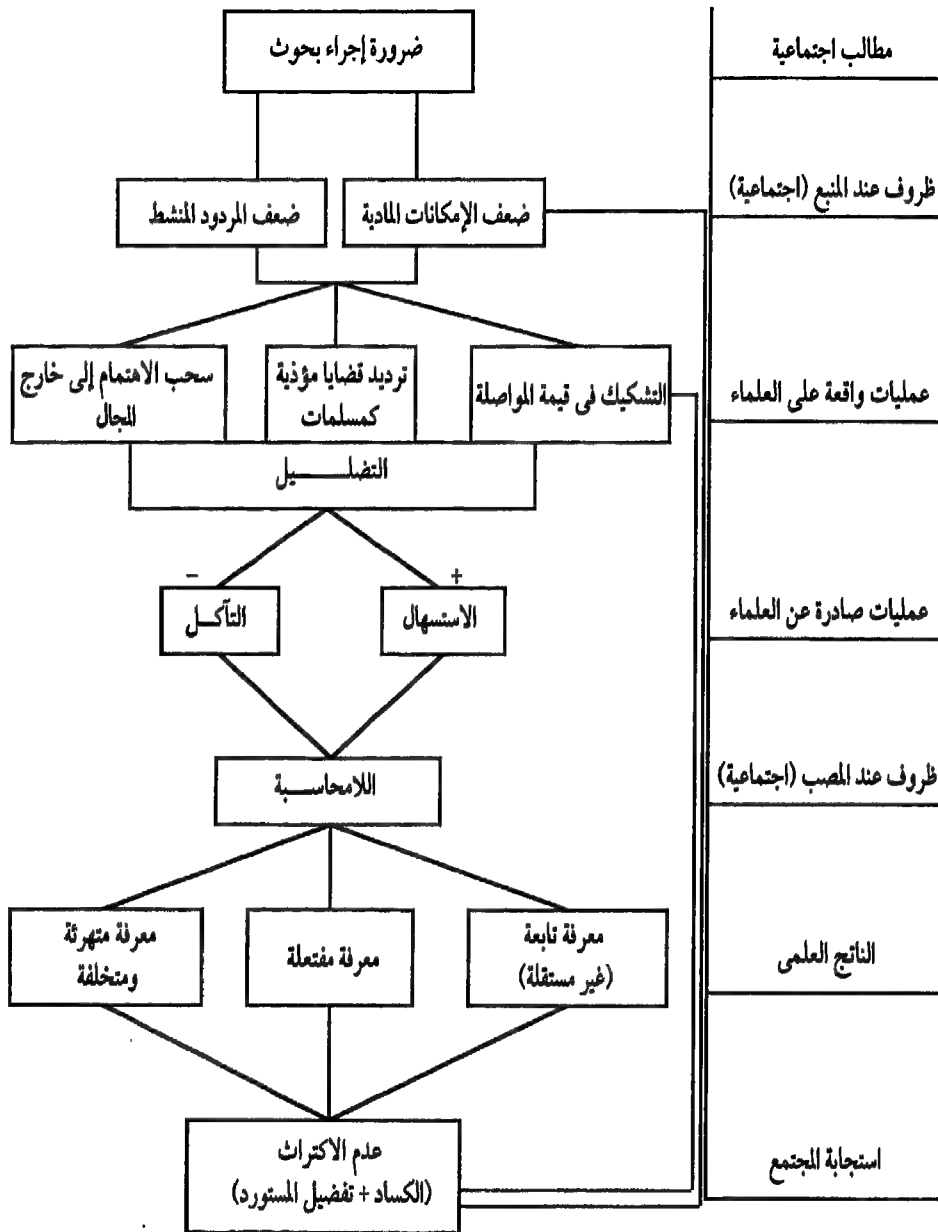 ضرورة إجراء بحوث
مطالب اجتماعية
ضعف الإمكانات المادية
ضعف المردود المنشط
ظروف عند المنبع (اجتماعية)
التشكيك فى قيمة المواصلة
ترديد قضايا مؤذية
كمسلمات
سحب الاهتمام إلى خارج
المجال
عمليات واقعة على العلماء
التضليــــــل
+
الاستسهال
−
التآكــل
عمليات صادرة عن العلماء
اللامحاســبة
ظروف عند المصب (اجتماعية)
معرفة تابعة
(غير مستقلة)
معرفة مفتعلة
معرفة متهرئة
ومتخلفة
الناتج العلمى
عدم الاكتراث
(الكساد + تفضيل المستورد)
استجابة المجتمع